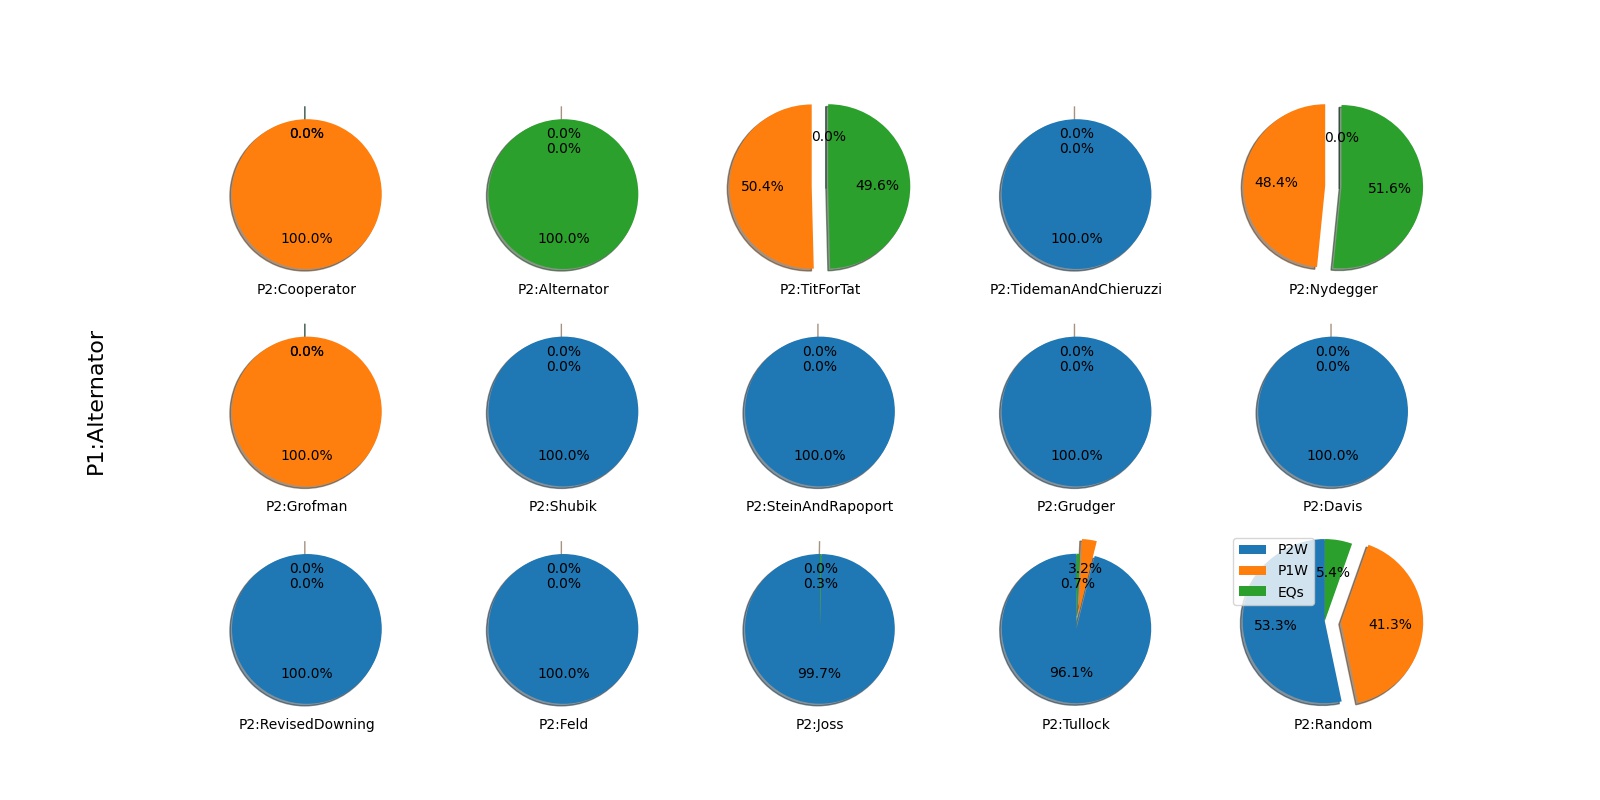 P1:Alternator
0.0%
0.0%
100.0%
P2:Cooperator
0.0%
0.0%
100.0%
P2:Alternator
0.0%
50.4%
49.6%
P2:TitForTat
0.0%
0.0%
100.0%
P2:TidemanAndChieruzzi
0.0%
48.4%
51.6%
P2:Nydegger
0.0%
0.0%
100.0%
P2:Grofman
0.0%
0.0%
100.0%
P2:Shubik
0.0%
0.0%
100.0%
P2:SteinAndRapoport
0.0%
0.0%
100.0%
P2:Grudger
0.0%
0.0%
100.0%
P2:Davis
0.0%
0.0%
100.0%
P2:RevisedDowning
0.0%
0.0%
100.0%
P2:Feld
0.0%
0.3%
99.7%
P2:Joss
3.2%
0.7%
96.1%
P2:Tullock
P2W
P1W
EQs
5.4%
53.3%
41.3%
P2:Random